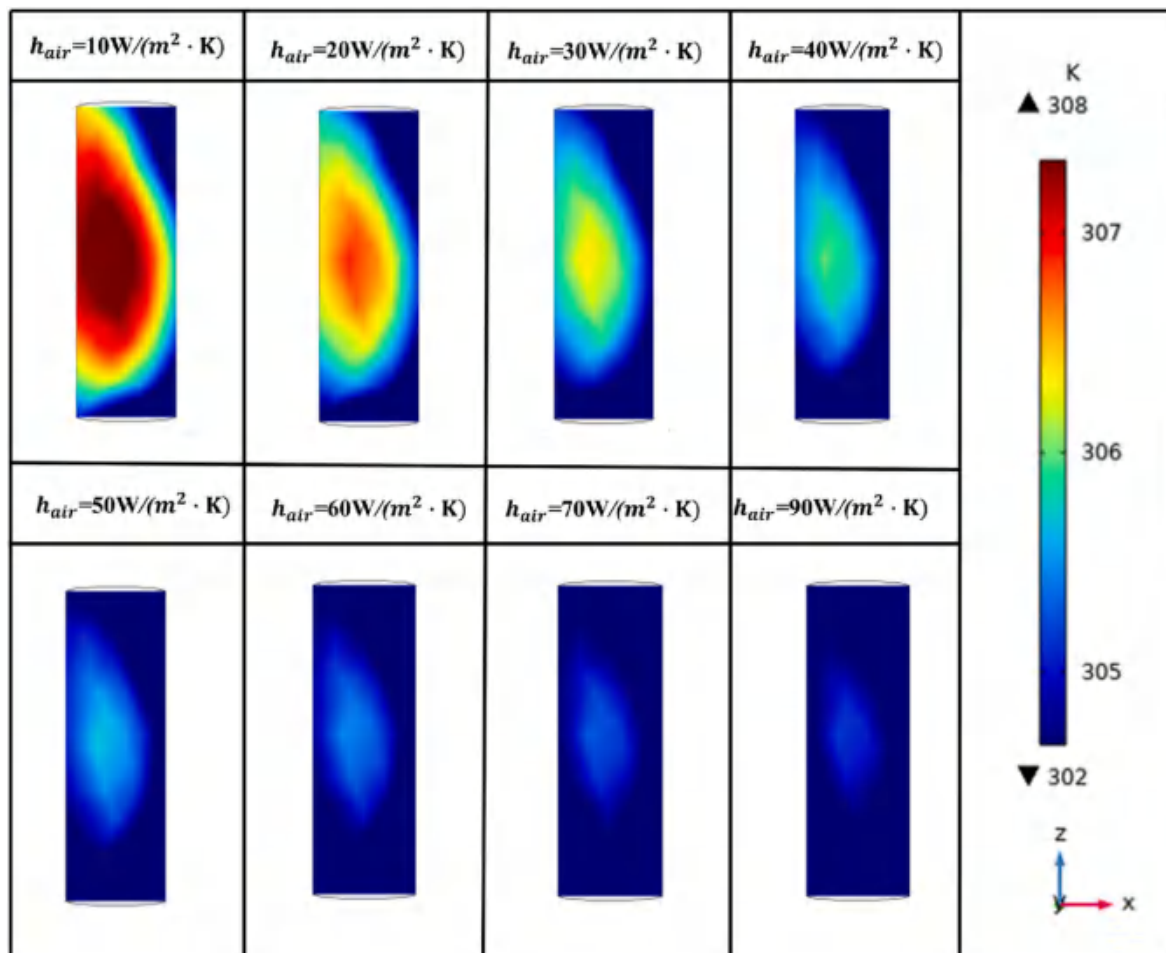 h_air=10W/(m² · K)
h_air=20W/(m² · K)
h_air=30W/(m² · K)
h_air=40W/(m² · K)
K
▲ 308
307
306
305
▼ 302
h_air=50W/(m² · K)
h_air=60W/(m² · K)
h_air=70W/(m² · K)
h_air=90W/(m² · K)
z
y
x